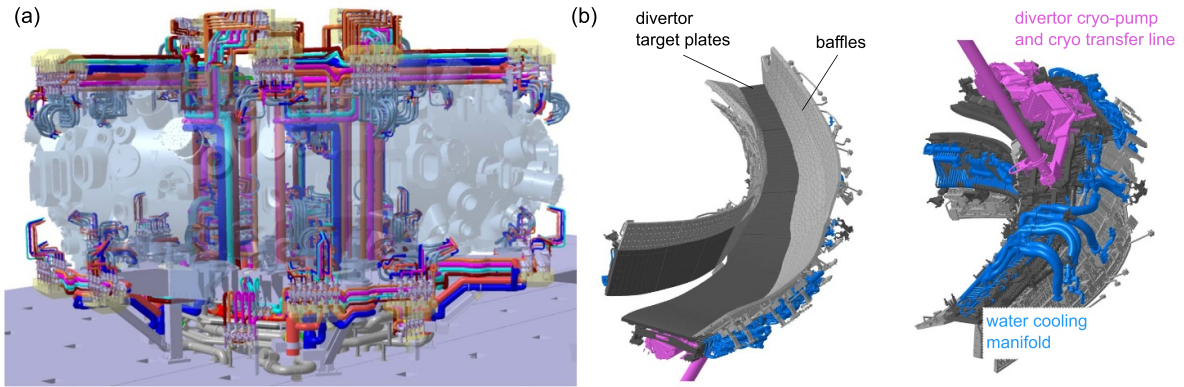 (a)
(b)
divertor
target plates
baffles
divertor cryo-pump
and cryo transfer line
water cooling
manifold